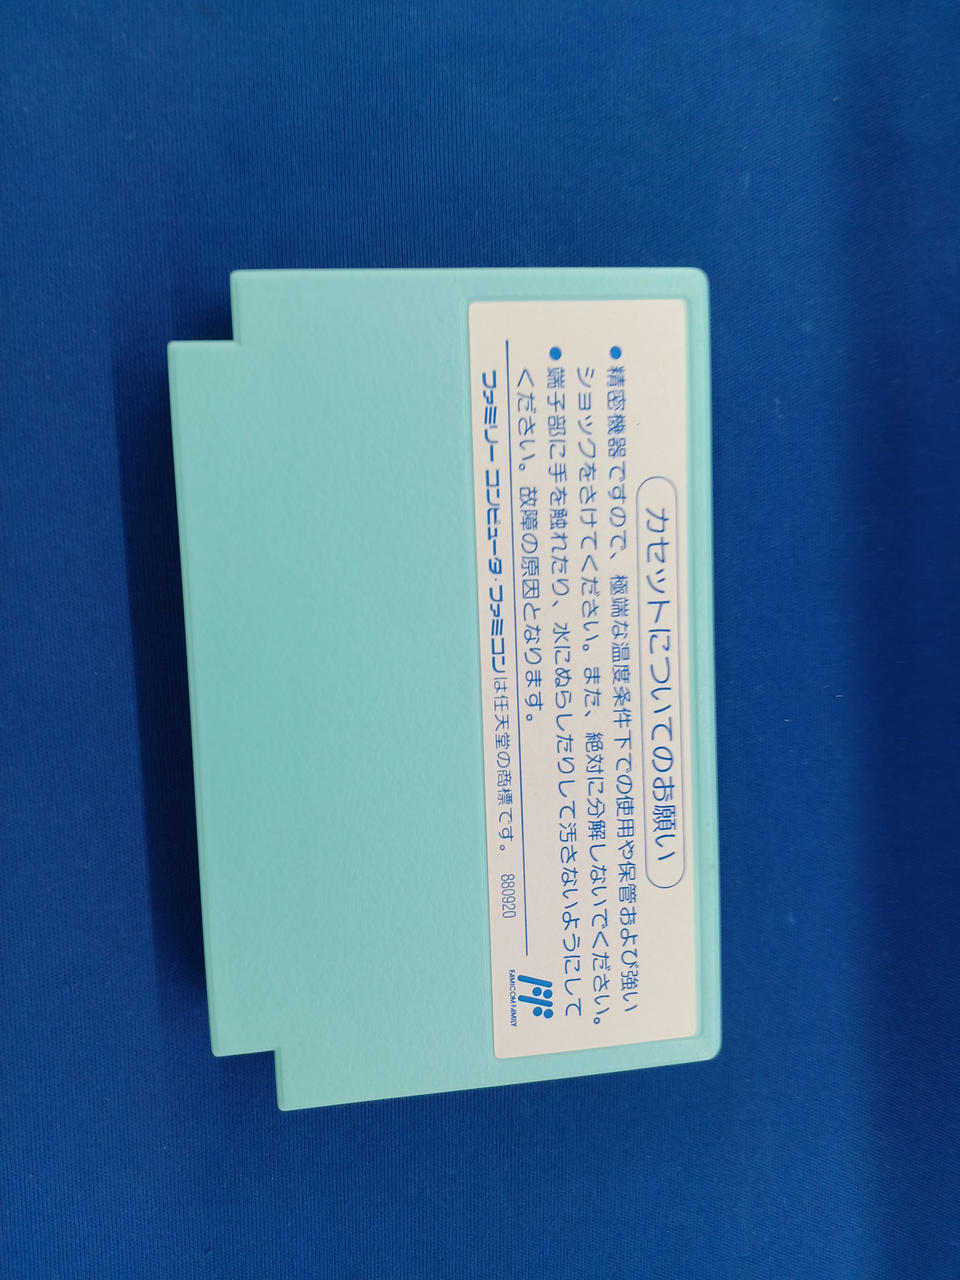 カセットについてのお願い
●精密機器ですので、極端な温度条件下での使用や保管および強い
ショックをさけてください。また、絶対に分解しないでください。
●端子部に手を触れたり、水にぬらしたりして汚さないようにして
ください。故障の原因となります。
ファミリーコンピュータ・ファミコンは任天堂の商標です。 880920
FAMICOM FAMILY